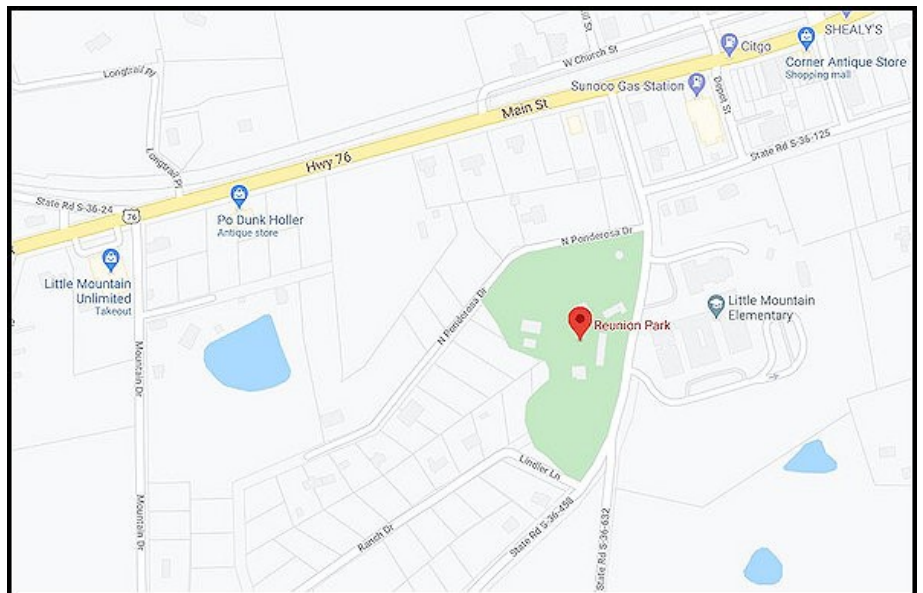 SHEALY'S
Citgo
Corner Antique Store
Shopping mall
W Church St
Sunoco Gas Station
Depot St
Main St
State Rd S-36-125
Longtrail Pl
Longtrail Pl
Hwy 76
State Rd S-36-24
76
Po Dunk Holler
Antique store
Little Mountain
Unlimited
Takeout
N Ponderosa Dr
N Ponderosa Dr
Little Mountain
Elementary
Reunion Park
Mountain Dr
Mountain Dr
Lindler Ln
Ranch Dr
State Rd S-36-458
State Rd S-36-632